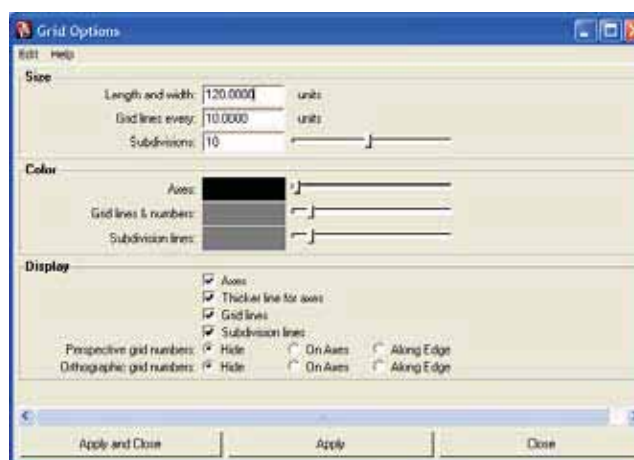 Grid Options
Edit Help
Size
Length and width: 120.0000 units
Grid lines every: 10.0000 units
Subdivisions: 10
Color
Axes:
Grid lines & numbers:
Subdivision lines:
Display
Axes
Thicker line for axes
Grid lines
Subdivision lines
Perspective grid numbers: Hide On Axes Along Edge
Orthographic grid numbers: Hide On Axes Along Edge
Apply and Close Apply Close